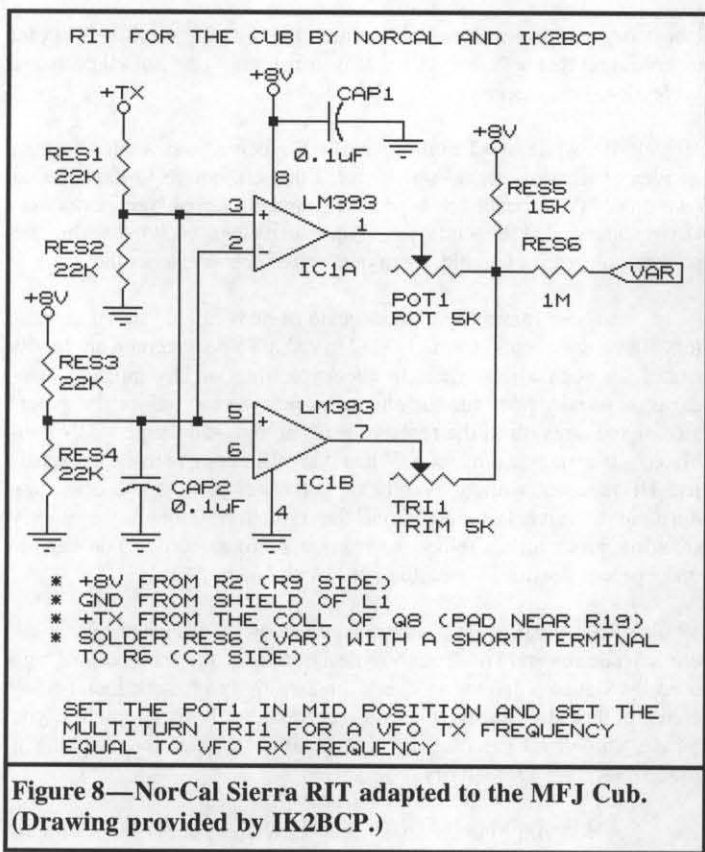 RIT FOR THE CUB BY NORCAL AND IK2BCP
+TX
+8V
CAP1
0.1uF
+8V
RES1
22K
8
LM393
RES5
15K
3
+
1
2
-
RES2
22K
IC1A
RES6
1M
VAR
POT1
POT 5K
+8V
RES3
22K
LM393
5
+
7
6
-
RES4
22K
CAP2
0.1uF
IC1B
4
TRI1
TRIM 5K
* +8V FROM R2 (R9 SIDE)
* GND FROM SHIELD OF L1
* +TX FROM THE COLL OF Q8 (PAD NEAR R19)
* SOLDER RES6 (VAR) WITH A SHORT TERMINAL
TO R6 (C7 SIDE)
SET THE POT1 IN MID POSITION AND SET THE
MULTITURN TRI1 FOR A VFO TX FREQUENCY
EQUAL TO VFO RX FREQUENCY
Figure 8—NorCal Sierra RIT adapted to the MFJ Cub.
(Drawing provided by IK2BCP.)